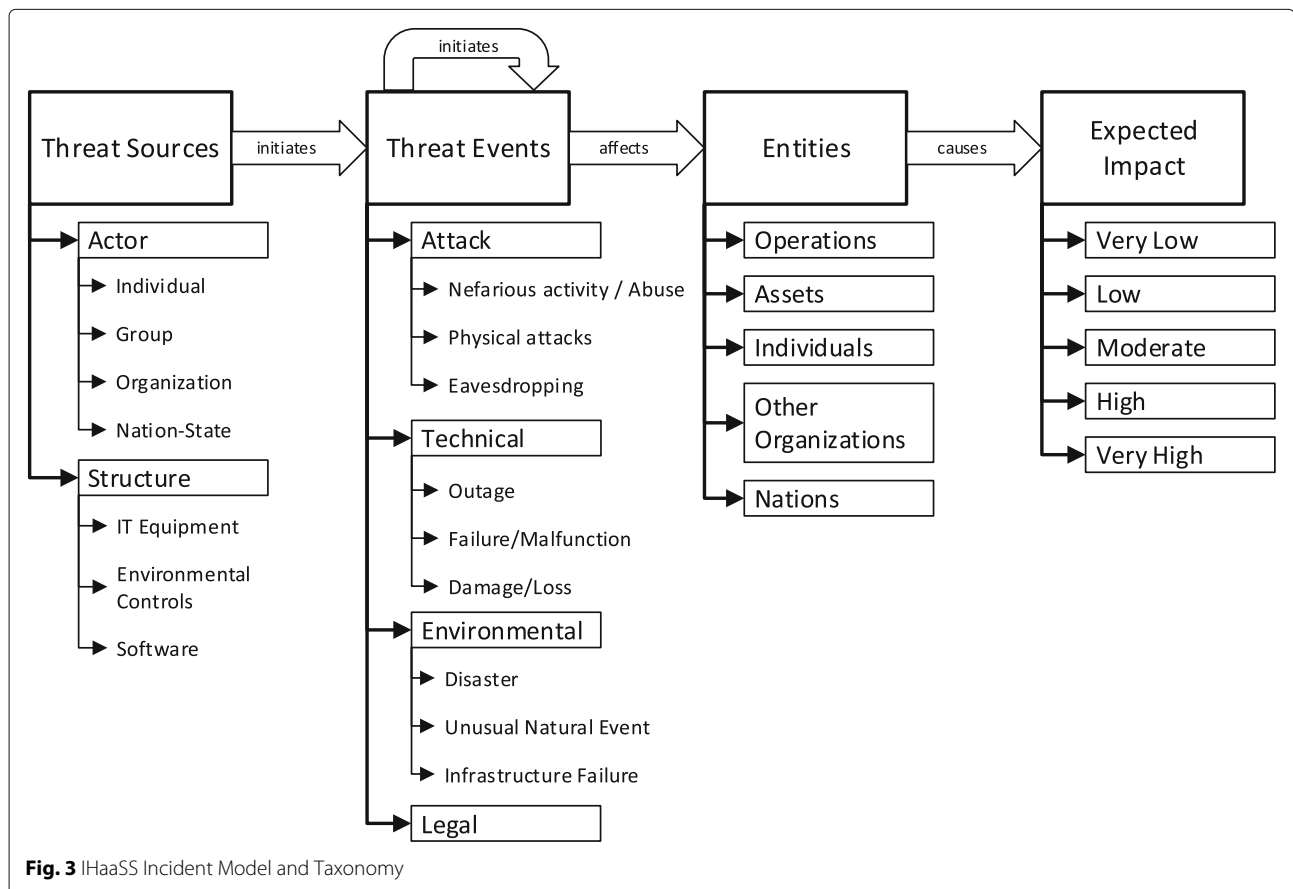 initiates
Threat Sources
initiates
Threat Events
affects
Entities
causes
Expected
Impact
Actor
Individual
Group
Organization
Nation-State
Structure
IT Equipment
Environmental
Controls
Software
Attack
Nefarious activity / Abuse
Physical attacks
Eavesdropping
Technical
Outage
Failure/Malfunction
Damage/Loss
Environmental
Disaster
Unusual Natural Event
Infrastructure Failure
Legal
Operations
Assets
Individuals
Other
Organizations
Nations
Very Low
Low
Moderate
High
Very High
Fig. 3 IHaaSS Incident Model and Taxonomy